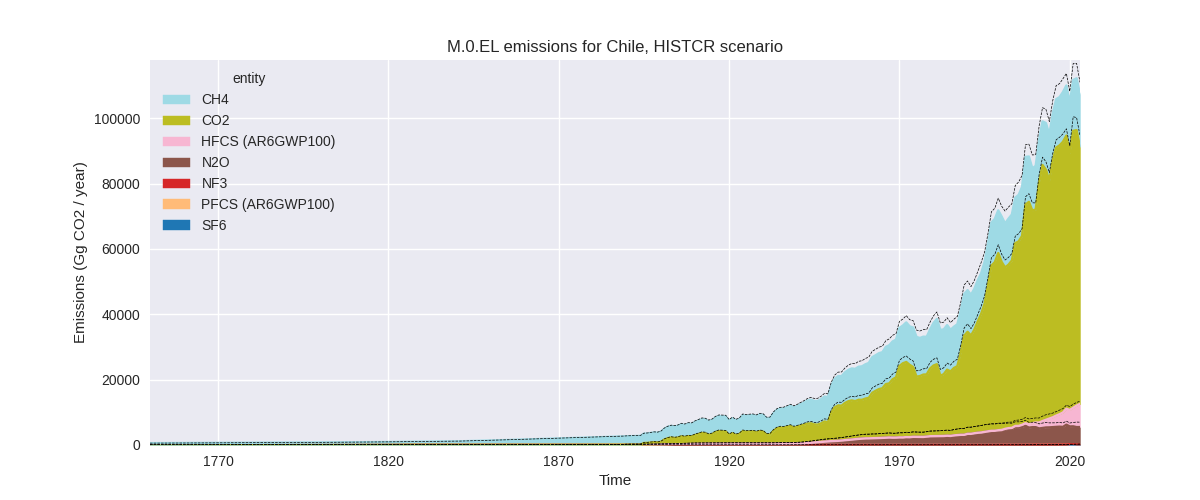 M.0.EL emissions for Chile, HISTCR scenario
Emissions (Gg CO2 / year)
entity
CH4
CO2
HFCS (AR6GWP100)
N2O
NF3
PFCS (AR6GWP100)
SF6
100000
80000
60000
40000
20000
0
1770 1820 1870 1920 1970 2020
Time